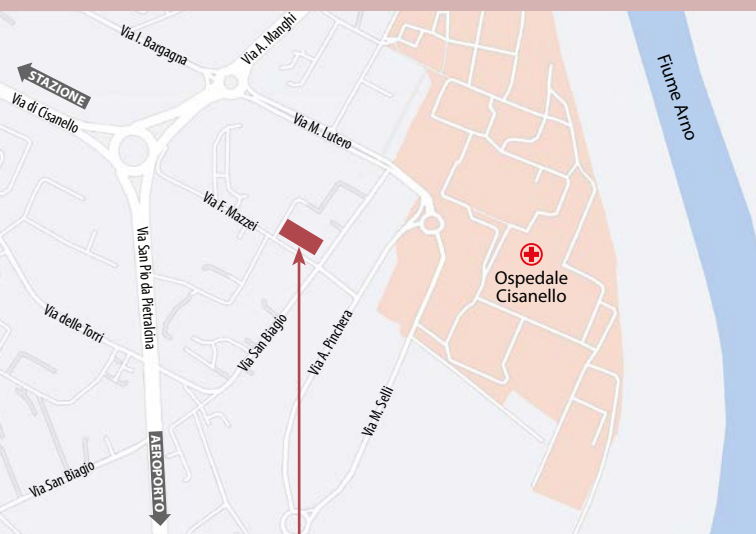 Via I. Bargagna
Via A. Manghi
STAZIONE
Via di Cisanello
Fiume Arno
Via M. Lutero
Via F. Mazzei
Via San Pio da Pietralcina
Ospedale
Cisanello
Via delle Torri
Via San Biagio
Via A. Pinchera
Via M. Selli
AEROPORTO
Via San Biagio